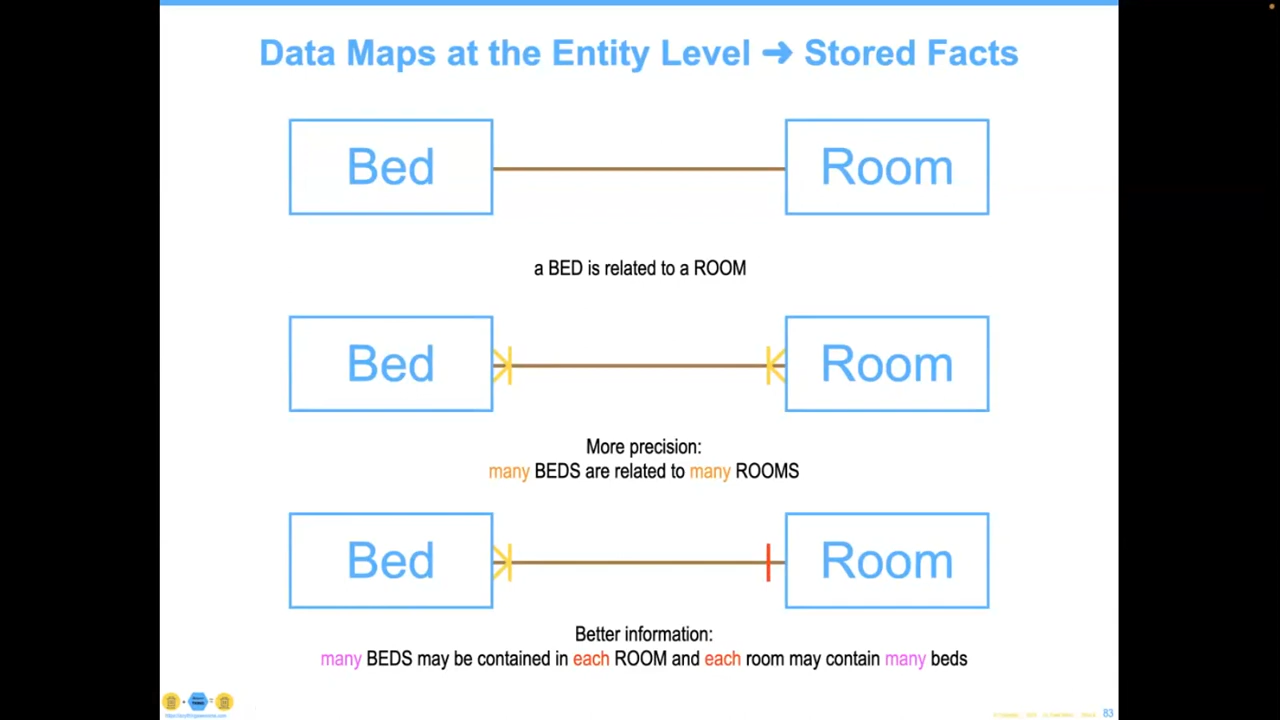 Data Maps at the Entity Level ➜ Stored Facts
Bed
Room
a BED is related to a ROOM
Bed
Room
More precision:
many BEDS are related to many ROOMS
Bed
Room
Better information:
many BEDS may be contained in each ROOM and each room may contain many beds
83